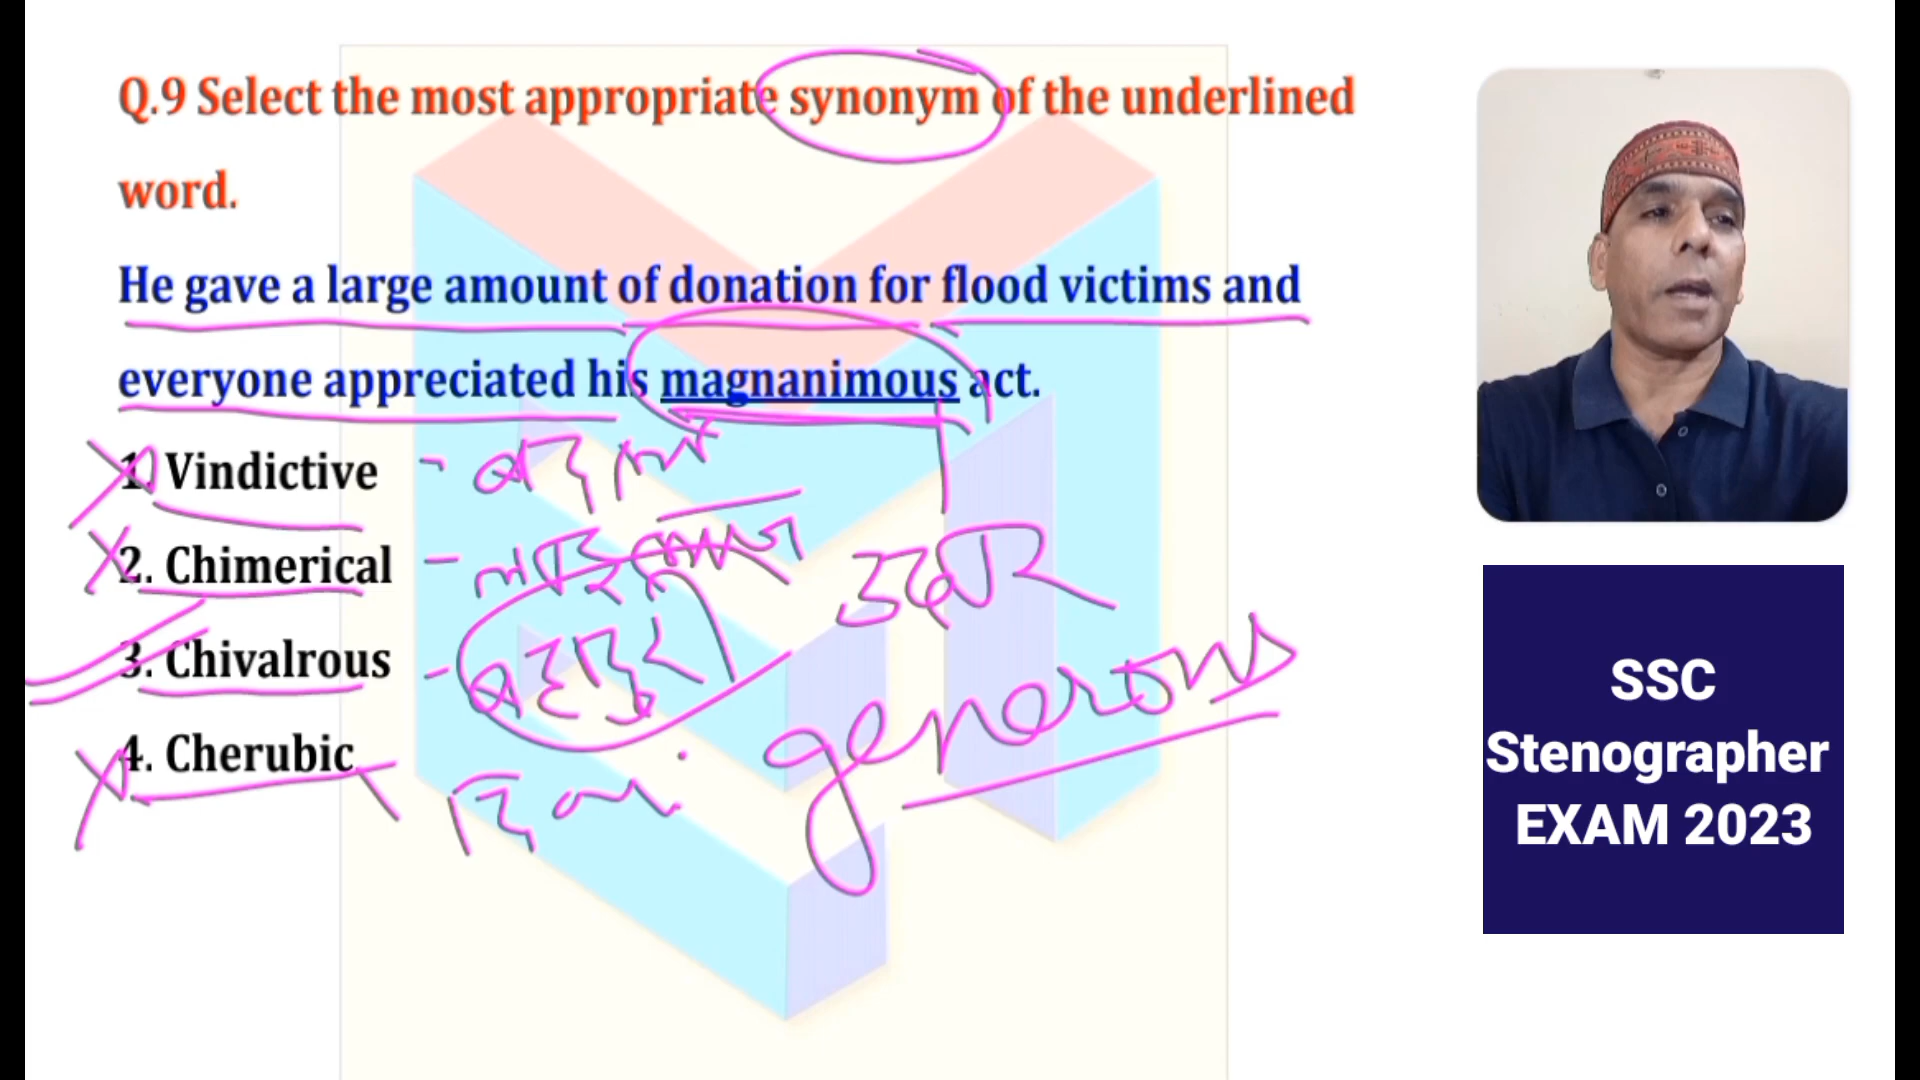 Q.9 Select the most appropriate synonym of the underlined
word.
He gave a large amount of donation for flood victims and
everyone appreciated his magnanimous act.
1. Vindictive
2. Chimerical
3. Chivalrous - बहादुर
4. Cherubic
उदार
generous
SSC
Stenographer
EXAM 2023